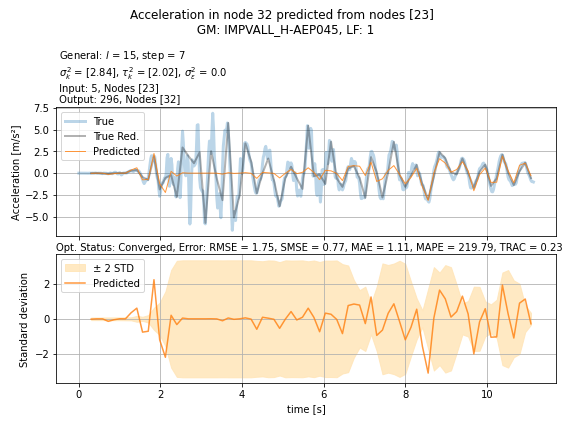 Acceleration in node 32 predicted from nodes [23]
GM: IMPVALL_H-AEP045, LF: 1
General: l = 15, step = 7
σ_k² = [2.84], τ_k² = [2.02], σ_ε² = 0.0
Input: 5, Nodes [23]
Output: 296, Nodes [32]
7.5
5.0
2.5
0.0
−2.5
−5.0
Acceleration [m/s²]
True
True Red.
Predicted
Opt. Status: Converged, Error: RMSE = 1.75, SMSE = 0.77, MAE = 1.11, MAPE = 219.79, TRAC = 0.23
2
0
−2
Standard deviation
± 2 STD
Predicted
0 2 4 6 8 10
time [s]